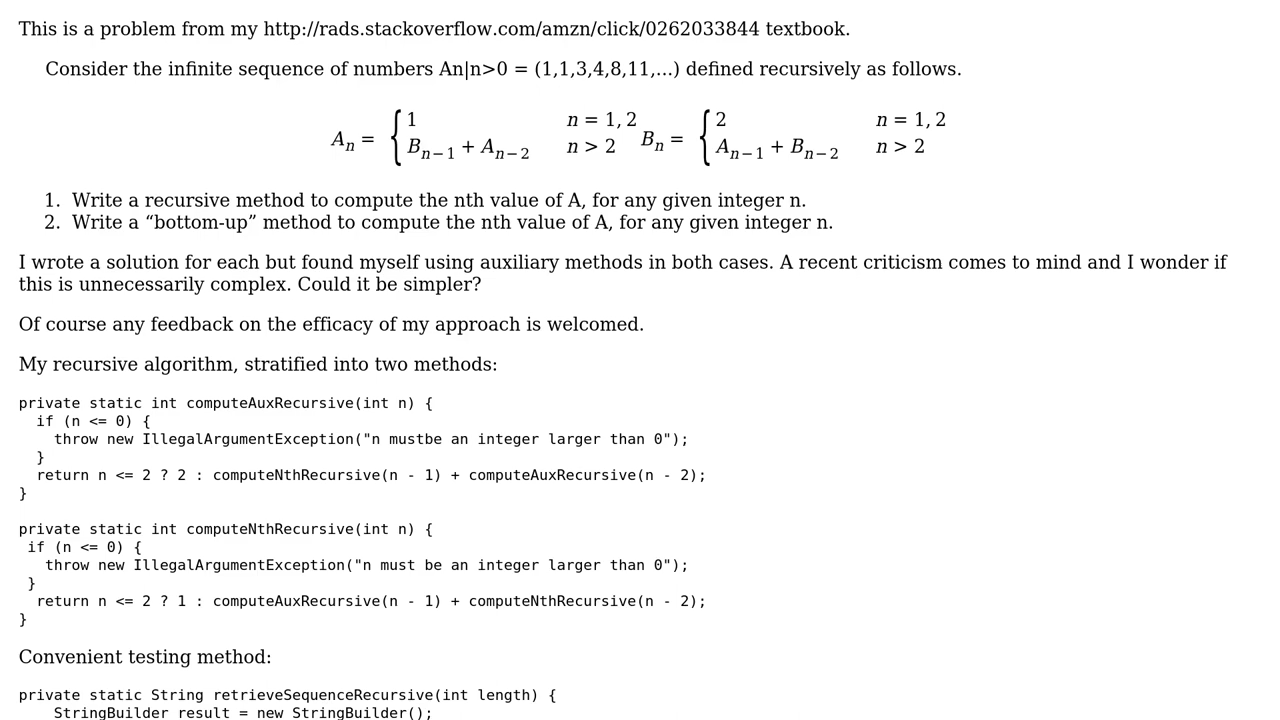 This is a problem from my http://rads.stackoverflow.com/amzn/click/0262033844 textbook.
Consider the infinite sequence of numbers An|n>0 = (1,1,3,4,8,11,...) defined recursively as follows.
A_n = { 1 n = 1, 2 B_{n−1} + A_{n−2} n > 2 B_n = { 2 n = 1, 2 A_{n−1} + B_{n−2} n > 2
1. Write a recursive method to compute the nth value of A, for any given integer n.
2. Write a “bottom-up” method to compute the nth value of A, for any given integer n.
I wrote a solution for each but found myself using auxiliary methods in both cases. A recent criticism comes to mind and I wonder if
this is unnecessarily complex. Could it be simpler?
Of course any feedback on the efficacy of my approach is welcomed.
My recursive algorithm, stratified into two methods:
private static int computeAuxRecursive(int n) {
  if (n <= 0) {
    throw new IllegalArgumentException("n mustbe an integer larger than 0");
  }
  return n <= 2 ? 2 : computeNthRecursive(n - 1) + computeAuxRecursive(n - 2);
}
private static int computeNthRecursive(int n) {
 if (n <= 0) {
   throw new IllegalArgumentException("n must be an integer larger than 0");
 }
  return n <= 2 ? 1 : computeAuxRecursive(n - 1) + computeNthRecursive(n - 2);
}
Convenient testing method:
private static String retrieveSequenceRecursive(int length) {
    StringBuilder result = new StringBuilder();